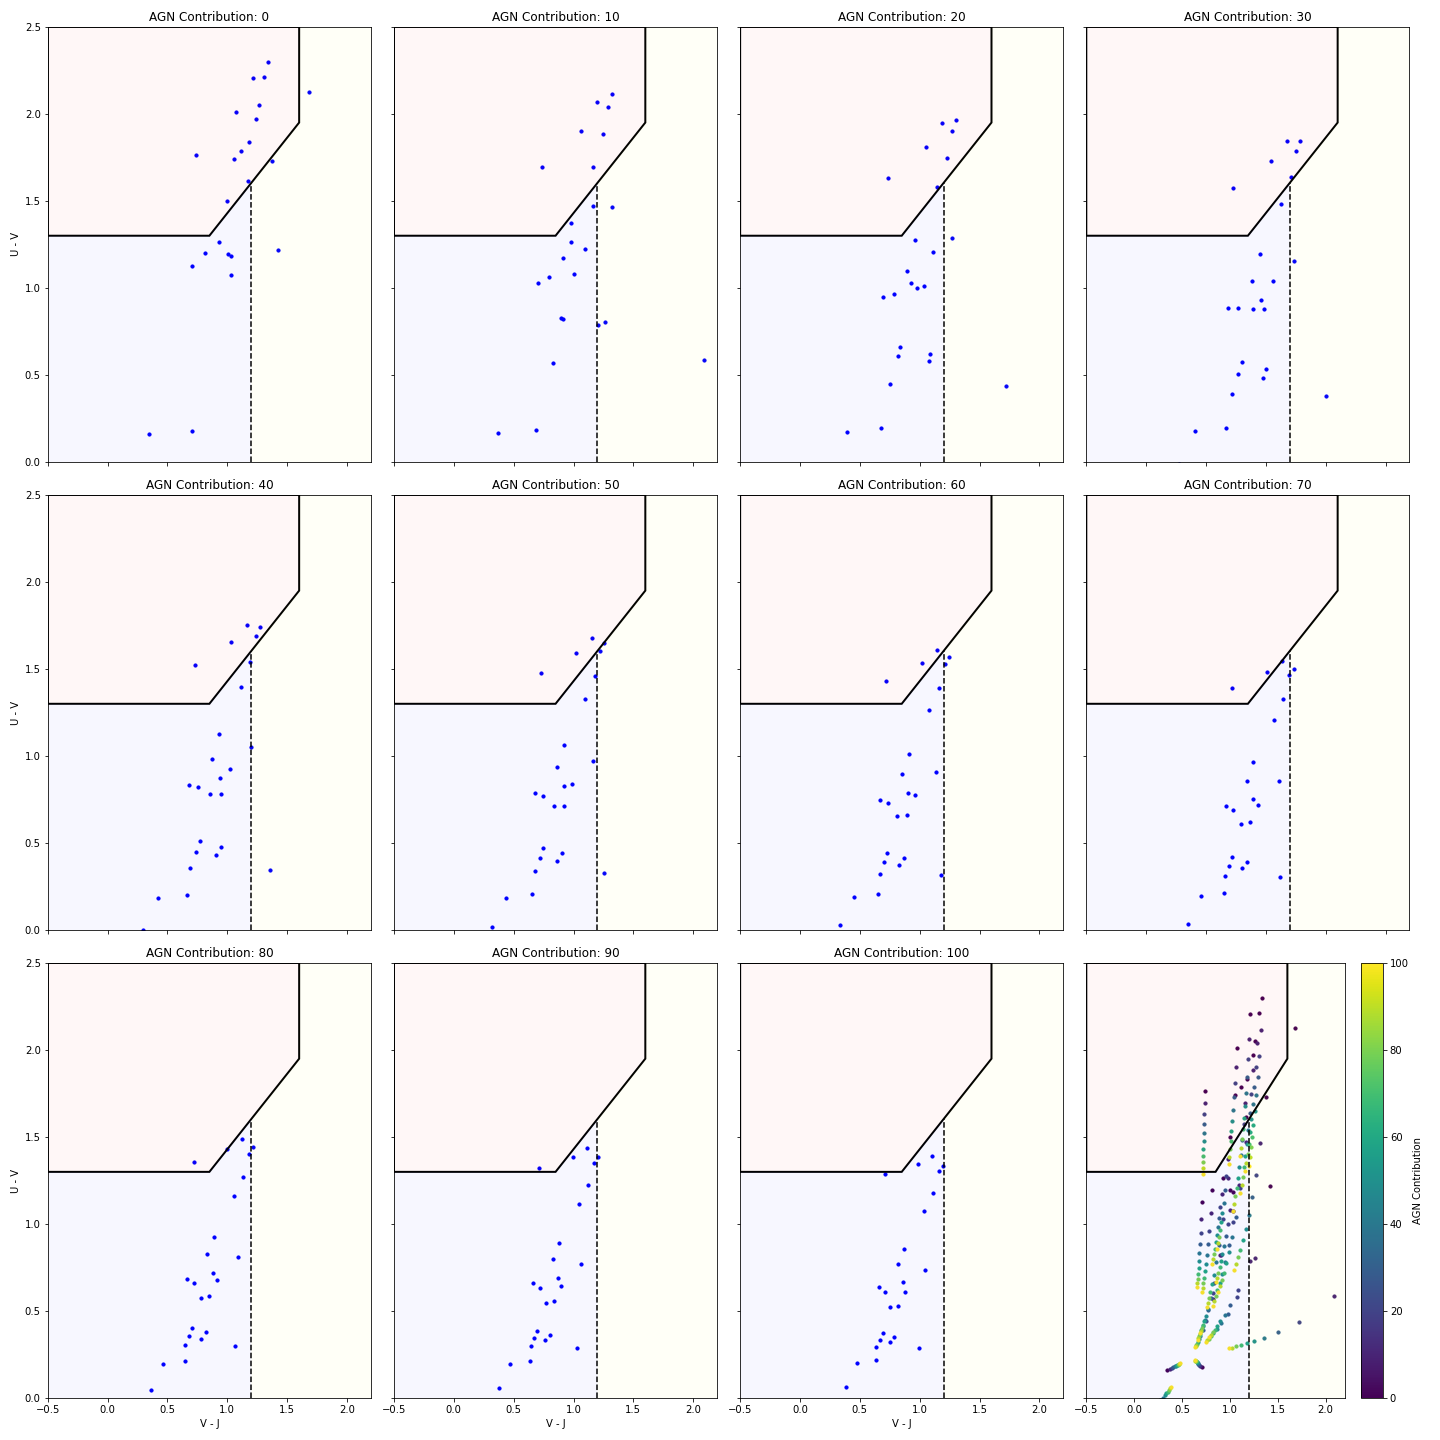 AGN Contribution: 0
AGN Contribution: 10
AGN Contribution: 20
AGN Contribution: 30
2.5
2.0
1.5
1.0
0.5
0.0
U - V
AGN Contribution: 40
AGN Contribution: 50
AGN Contribution: 60
AGN Contribution: 70
2.5
2.0
1.5
1.0
0.5
0.0
U - V
AGN Contribution: 80
AGN Contribution: 90
AGN Contribution: 100
2.5
2.0
1.5
1.0
0.5
0.0
U - V
100
80
60
40
20
0
AGN Contribution
−0.5 0.0 0.5 1.0 1.5 2.0
−0.5 0.0 0.5 1.0 1.5 2.0
−0.5 0.0 0.5 1.0 1.5 2.0
−0.5 0.0 0.5 1.0 1.5 2.0
V - J
V - J
V - J